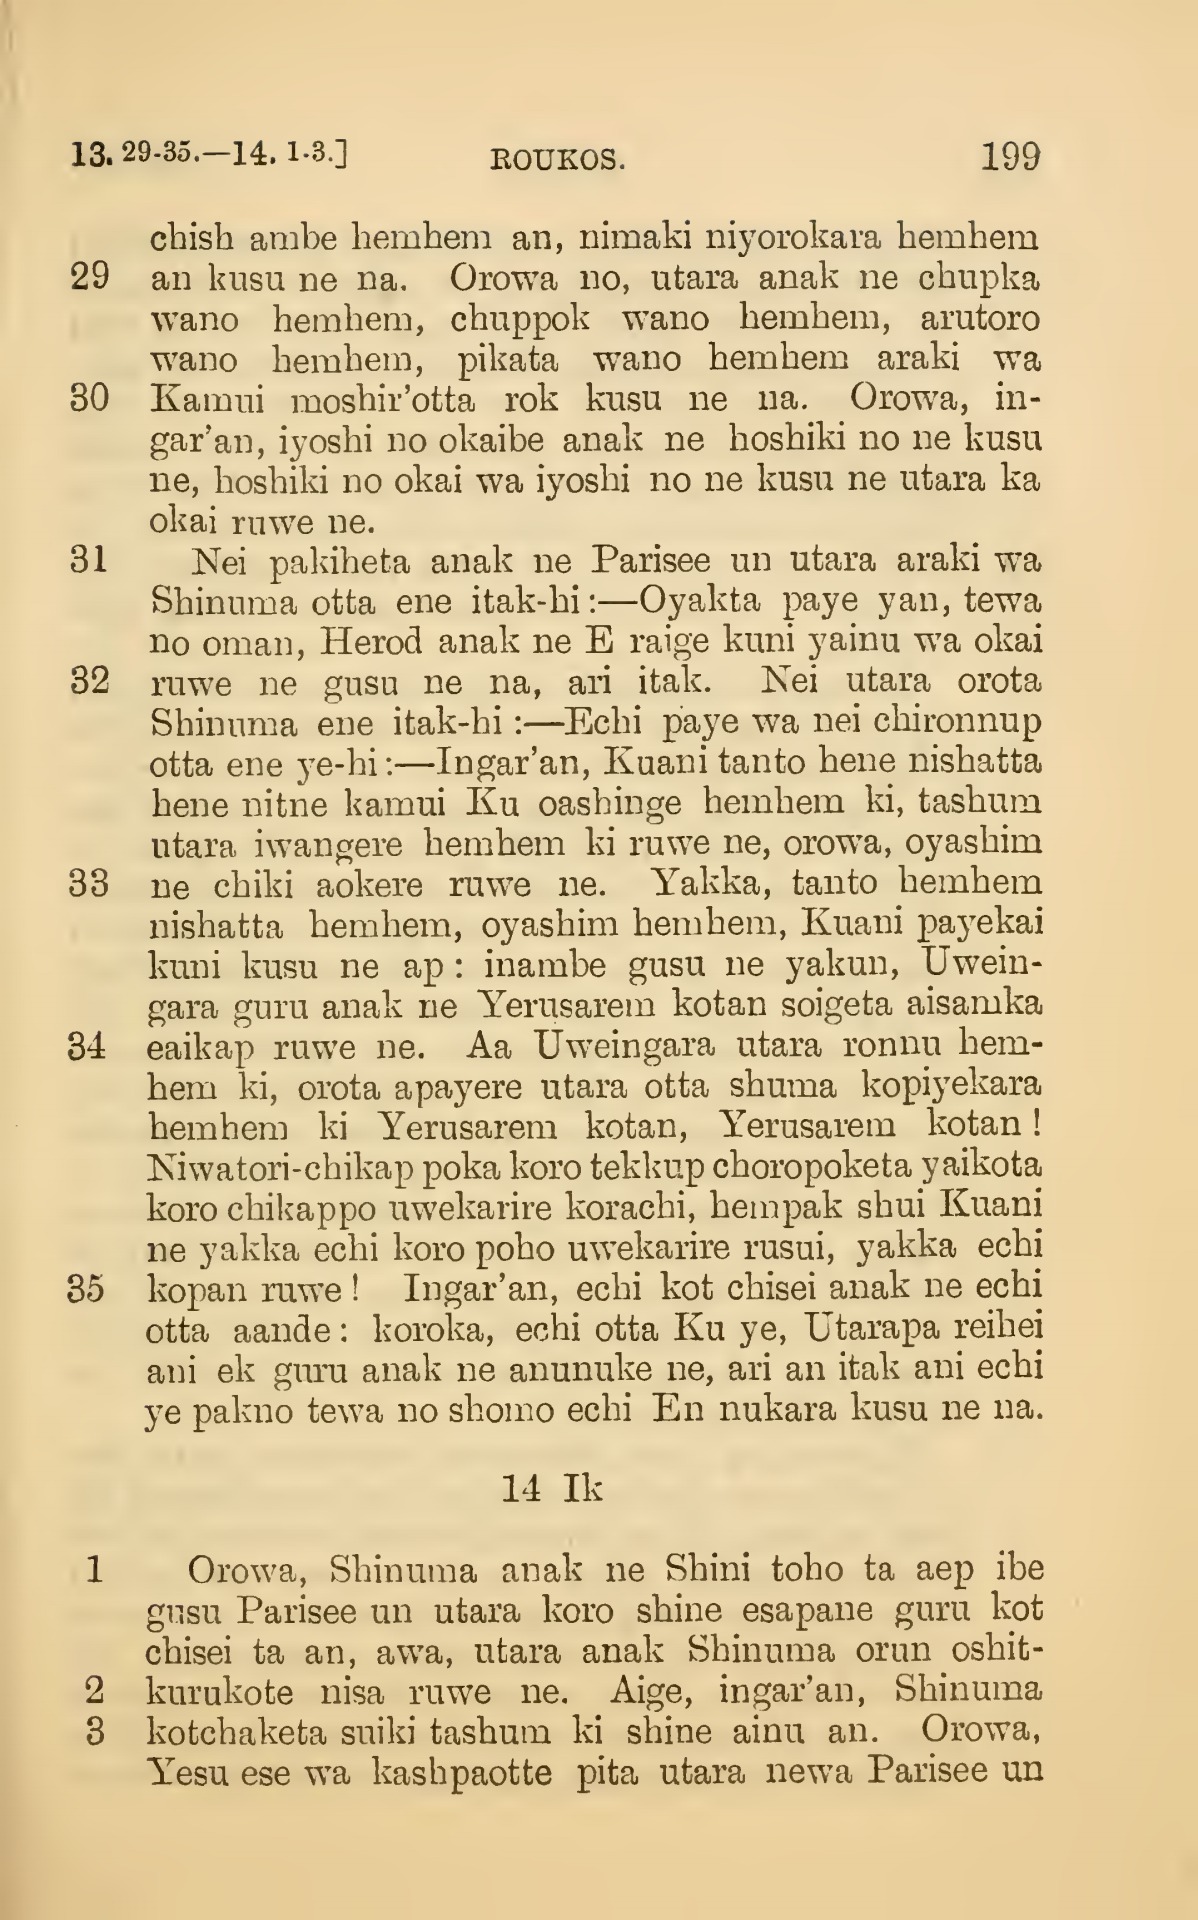 13. 29-35.—14. 1-3.] ROUKOS. 199
chish ambe hemhem an, nimaki niyorokara hemhem
29 an kusu ne na. Orowa no, utara anak ne chupka
wano hemhem, chuppok wano hemhem, arutoro
wano hemhem, pikata wano hemhem araki wa
30 Kamui moshir'otta rok kusu ne na. Orowa, in-
gar'an, iyoshi no okaibe anak ne hoshiki no ne kusu
ne, hoshiki no okai wa iyoshi no ne kusu ne utara ka
okai ruwe ne.
31 Nei pakiheta anak ne Parisee un utara araki wa
Shinuma otta ene itak-hi:—Oyakta paye yan, tewa
no oman, Herod anak ne E raige kuni yainu wa okai
32 ruwe ne gusu ne na, ari itak. Nei utara orota
Shinuma ene itak-hi:—Echi paye wa nei chironnup
otta ene ye-hi:—Ingar'an, Kuani tanto hene nishatta
hene nitne kamui Ku oashinge hemhem ki, tashum
utara iwangere hemhem ki ruwe ne, orowa, oyashim
33 ne chiki aokere ruwe ne. Yakka, tanto hemhem
nishatta hemhem, oyashim hemhem, Kuani payekai
kuni kusu ne ap: inambe gusu ne yakun, Uwein-
gara guru anak ne Yerusarem kotan soigeta aisamka
34 eaikap ruwe ne. Aa Uweingara utara ronnu hem-
hem ki, orota apayere utara otta shuma kopiyekara
hemhem ki Yerusarem kotan, Yerusarem kotan!
Niwatori-chikap poka koro tekkup choropoketa yaikota
koro chikappo uwekarire korachi, hempak shui Kuani
ne yakka echi koro poho uwekarire rusui, yakka echi
35 kopan ruwe! Ingar'an, echi kot chisei anak ne echi
otta aande: koroka, echi otta Ku ye, Utarapa reihei
ani ek guru anak ne anunuke ne, ari an itak ani echi
ye pakno tewa no shomo echi En nukara kusu ne na.
14 Ik
1 Orowa, Shinuma anak ne Shini toho ta aep ibe
gusu Parisee un utara koro shine esapane guru kot
chisei ta an, awa, utara anak Shinuma orun oshit-
2 kurukote nisa ruwe ne. Aige, ingar'an, Shinuma
3 kotchaketa suiki tashum ki shine ainu an. Orowa,
Yesu ese wa kashpaotte pita utara newa Parisee un